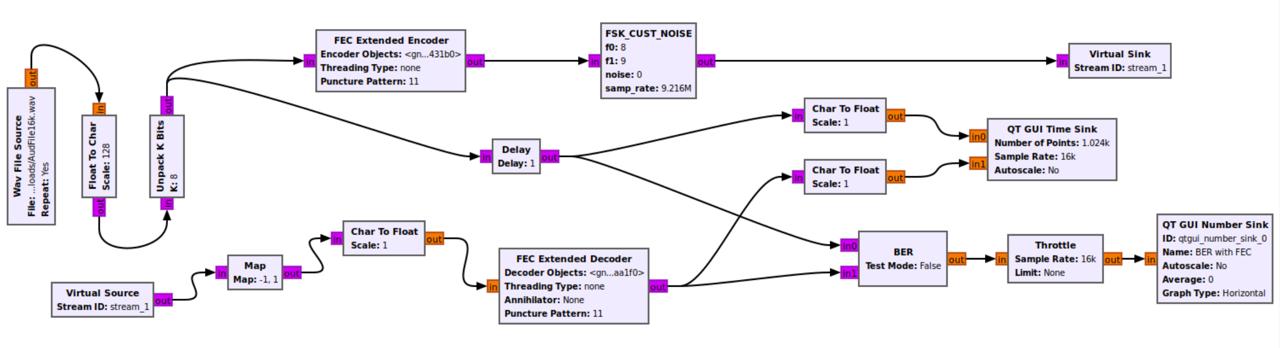 Wav File Source
File: ...loads/AudFile16k.wav
Repeat: Yes
out
in
Float To Char
Scale: 128
out
out
Unpack K Bits
K: 8
in
in
FEC Extended Encoder
Encoder Objects: <gn...431b0>
Threading Type: none
Puncture Pattern: 11
out
in
FSK_CUST_NOISE
f0: 8
f1: 9
noise: 0
samp_rate: 9.216M
out
in
Virtual Sink
Stream ID: stream_1
in
Delay
Delay: 1
out
in
Char To Float
Scale: 1
out
in
Char To Float
Scale: 1
out
in0
in1
QT GUI Time Sink
Number of Points: 1.024k
Sample Rate: 16k
Autoscale: No
Virtual Source
Stream ID: stream_1
out
in
Map
Map: -1, 1
out
in
Char To Float
Scale: 1
out
in
FEC Extended Decoder
Decoder Objects: <gn...aa1f0>
Threading Type: none
Annihilator: None
Puncture Pattern: 11
out
in0
in1
BER
Test Mode: False
out
in
Throttle
Sample Rate: 16k
Limit: None
out
in
QT GUI Number Sink
ID: qtgui_number_sink_0
Name: BER with FEC
Autoscale: No
Average: 0
Graph Type: Horizontal